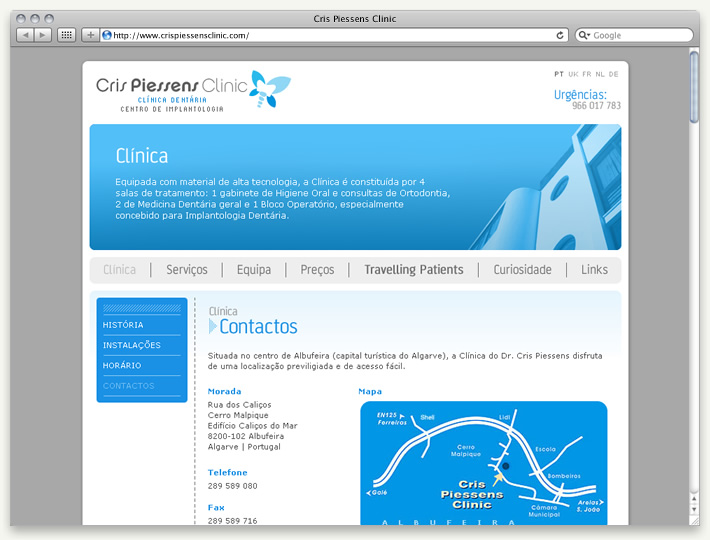 Cris Piessens Clinic
http://www.crispiessensclinic.com/
Google
Cris Piessens Clinic
CLÍNICA DENTÁRIA
CENTRO DE IMPLANTOLOGIA
PT UK FR NL DE
Urgências:
966 017 783
Clínica
Equipada com material de alta tecnologia, a Clínica é constituída por 4
salas de tratamento: 1 gabinete de Higiene Oral e consultas de Ortodontia,
2 de Medicina Dentária geral e 1 Bloco Operatório, especialmente
concebido para Implantologia Dentária.
Clínica
Serviços
Equipa
Preços
Travelling Patients
Curiosidade
Links
HISTÓRIA
INSTALAÇÕES
HORÁRIO
CONTACTOS
Clínica
Contactos
Situada no centro de Albufeira (capital turística do Algarve), a Clínica do Dr. Cris Piessens disfruta
de uma localização previligiada e de acesso fácil.
Morada
Rua dos Caliços
Cerro Malpique
Edifício Caliços do Mar
8200-102 Albufeira
Algarve | Portugal
Telefone
289 589 080
Fax
289 589 716
Mapa
EN125
Ferreiras
Shell
Lidl
Cerro
Malpique
Escola
Bombeiros
Cris
Piessens
Clinic
Galé
Câmara
Municipal
Areias
S. João
ALBUFEIRA